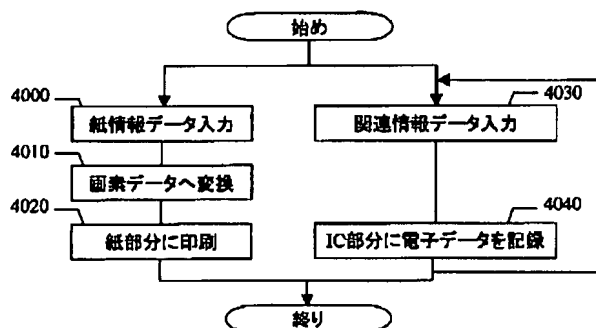 始め
4000
紙情報データ入力
4010
画素データへ変換
4020
紙部分に印刷
4030
関連情報データ入力
4040
IC部分に電子データを記録
終り